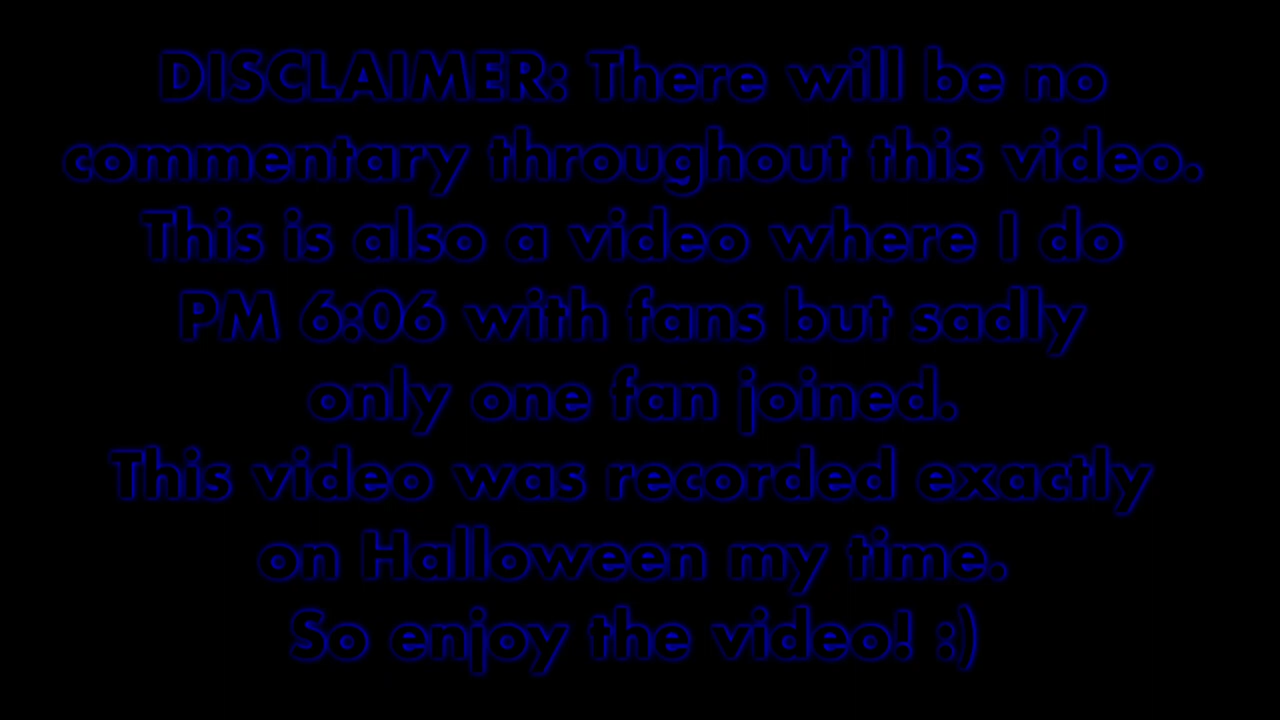 DISCLAIMER: There will be no
commentary throughout this video.
This is also a video where I do
PM 6:06 with fans but sadly
only one fan joined.
This video was recorded exactly
on Halloween my time.
So enjoy the video! :)